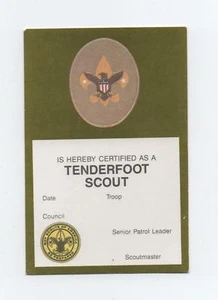 IS HEREBY CERTIFIED AS A
TENDERFOOT
SCOUT
Date Troop
Council
Senior Patrol Leader
Scoutmaster